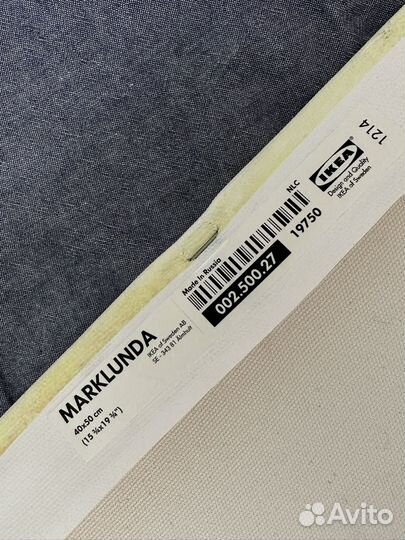 MARKLUNDA
40x50 cm
(15 ¾x19 ¾")
IKEA of Sweden AB
SE-343 81 Älmhult
Made in Russia
002.500.27
19750
NLC
IKEA
Design and Quality
IKEA of Sweden
1214
Avito